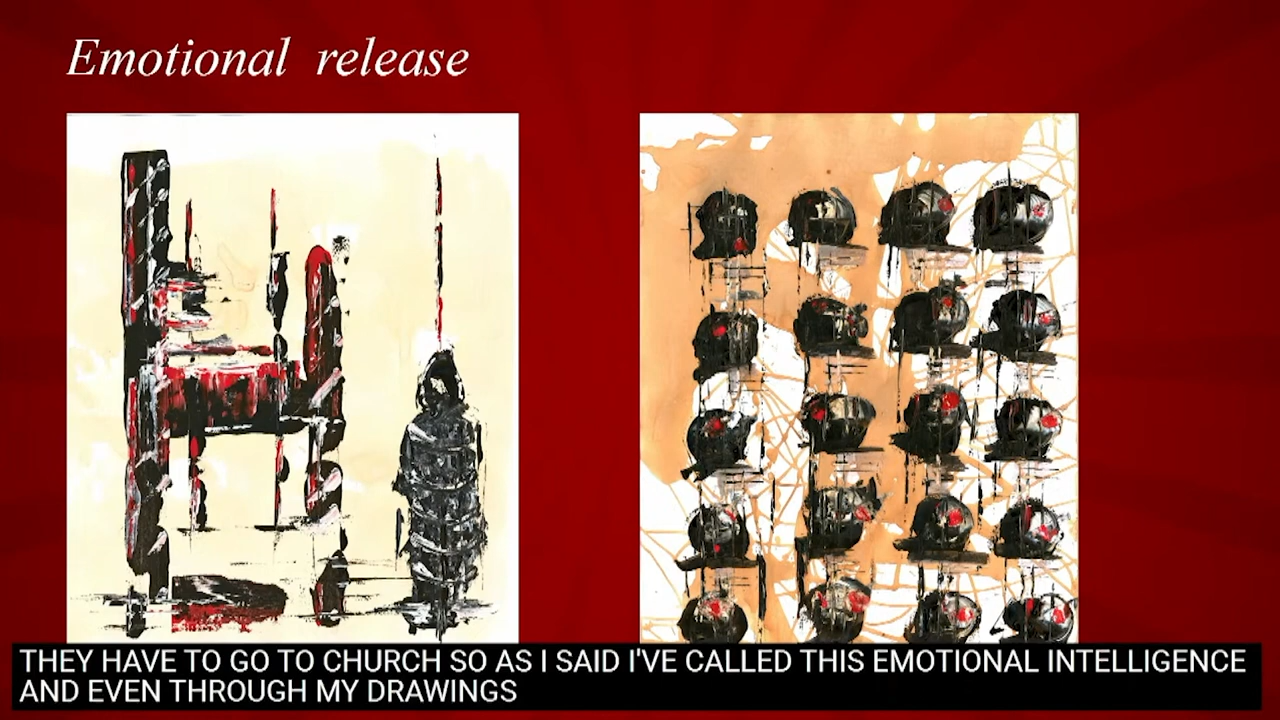 Emotional release
THEY HAVE TO GO TO CHURCH SO AS I SAID I'VE CALLED THIS EMOTIONAL INTELLIGENCE
AND EVEN THROUGH MY DRAWINGS